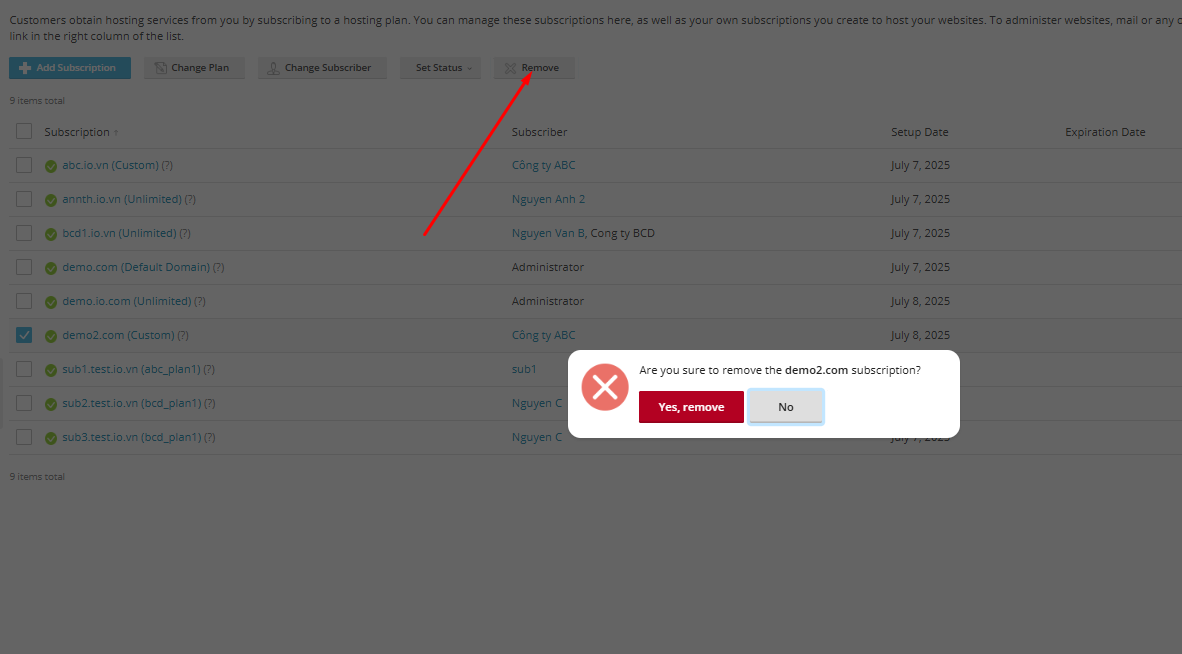 Customers obtain hosting services from you by subscribing to a hosting plan. You can manage these subscriptions here, as well as your own subscriptions you create to host your websites. To administer websites, mail or any
link in the right column of the list.
Add Subscription Change Plan Change Subscriber Set Status Remove
9 items total
Subscription ↑ Subscriber Setup Date Expiration Date
abc.io.vn (Custom) (?) Công ty ABC July 7, 2025
annth.io.vn (Unlimited) (?) Nguyen Anh 2 July 7, 2025
bcd1.io.vn (Unlimited) (?) Nguyen Van B, Cong ty BCD July 7, 2025
demo.com (Default Domain) (?) Administrator July 7, 2025
demo.io.com (Unlimited) (?) Administrator July 8, 2025
demo2.com (Custom) (?) Công ty ABC July 8, 2025
sub1.test.io.vn (abc_plan1) (?) sub1
Are you sure to remove the demo2.com subscription?
sub2.test.io.vn (bcd_plan1) (?) Nguyen C
Yes, remove No
sub3.test.io.vn (bcd_plan1) (?) Nguyen C July 7, 2025
9 items total